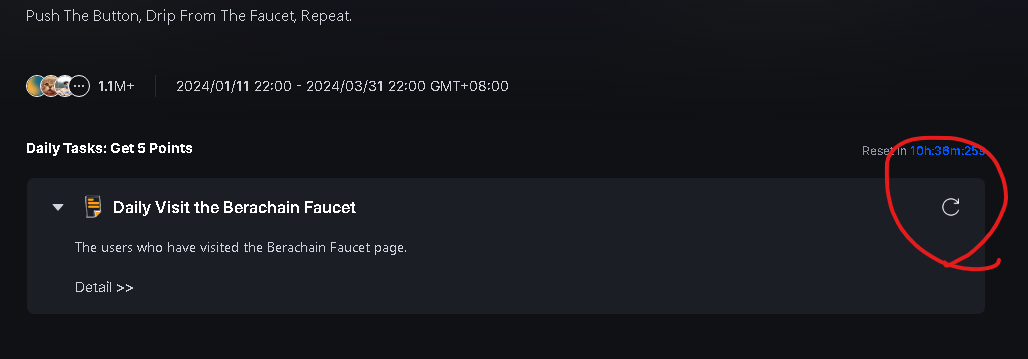 Push The Button, Drip From The Faucet, Repeat.
1.1M+ 2024/01/11 22:00 - 2024/03/31 22:00 GMT+08:00
Daily Tasks: Get 5 Points
Reset in 10h:36m:25s
Daily Visit the Berachain Faucet
The users who have visited the Berachain Faucet page.
Detail >>